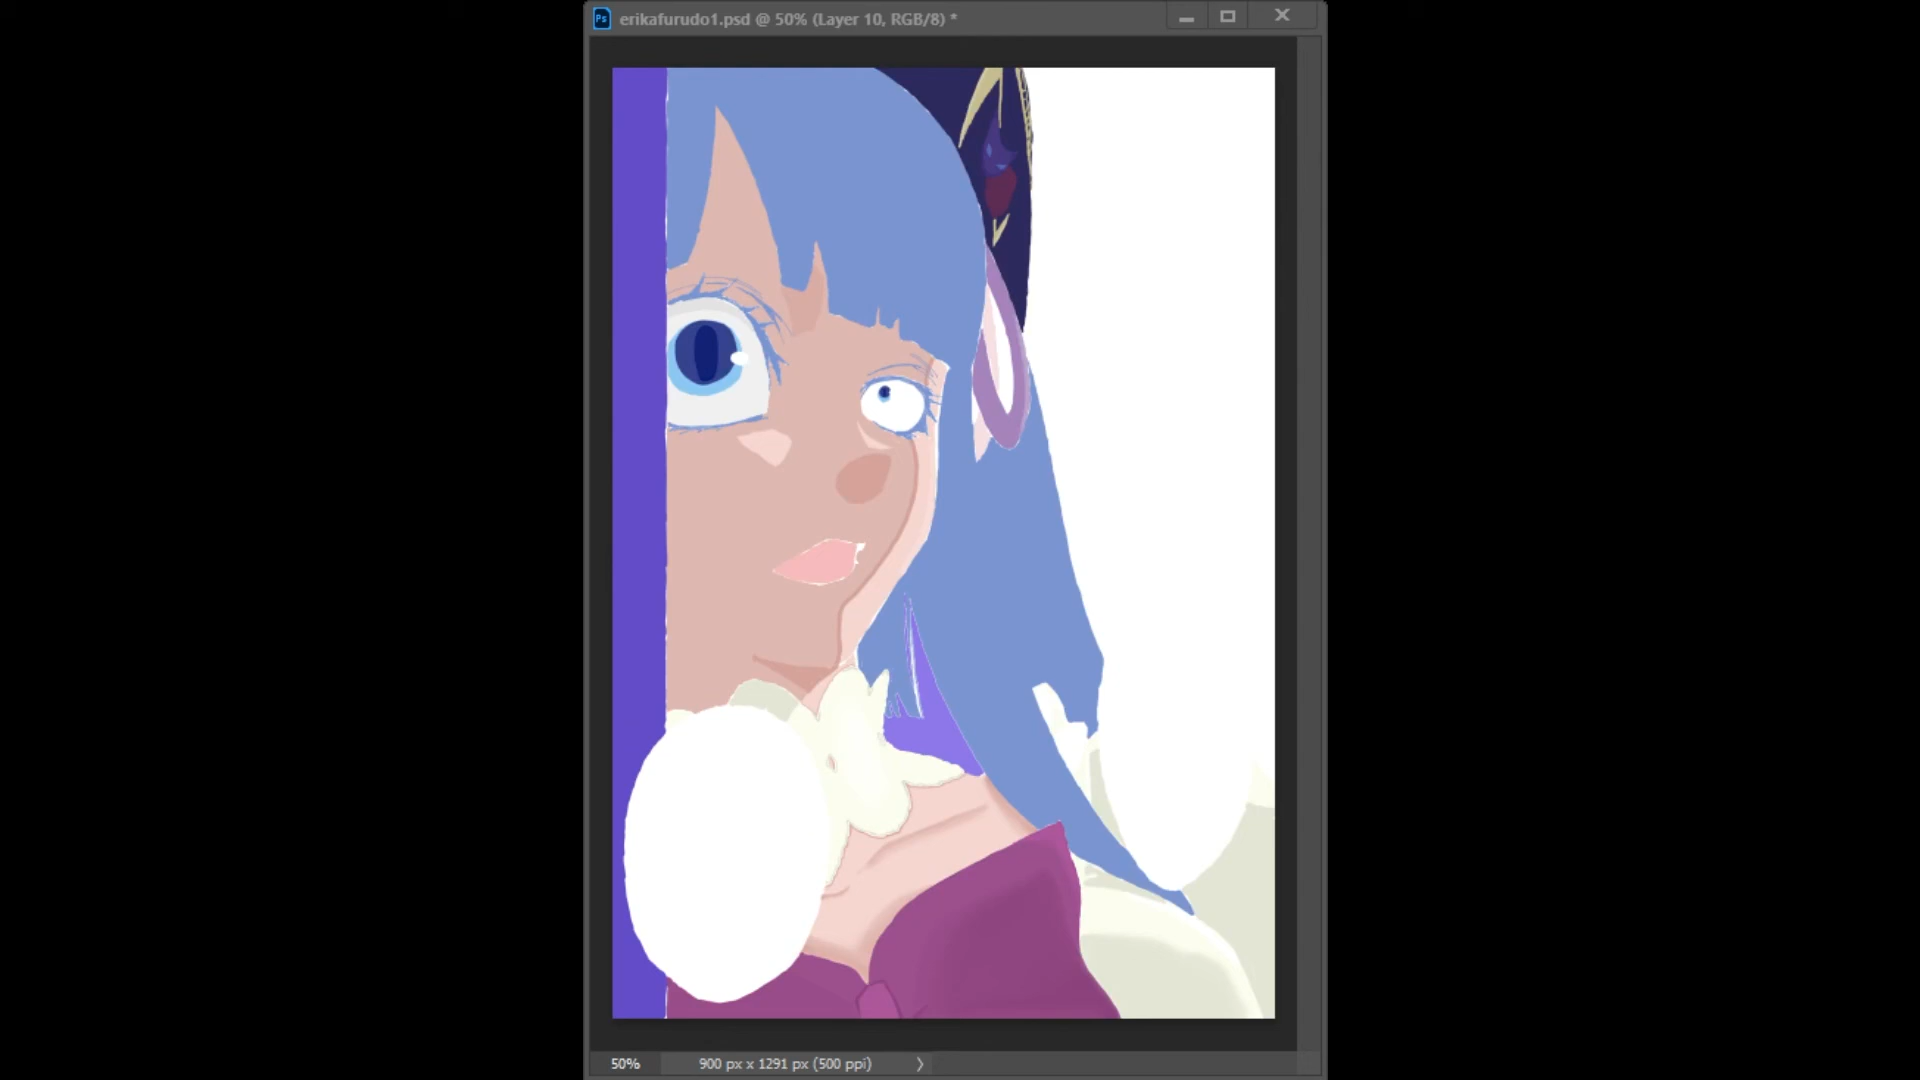 Ps erikafurudo1.psd @ 50% (Layer 10, RGB/8) *
50% 900 px x 1291 px (500 ppi)